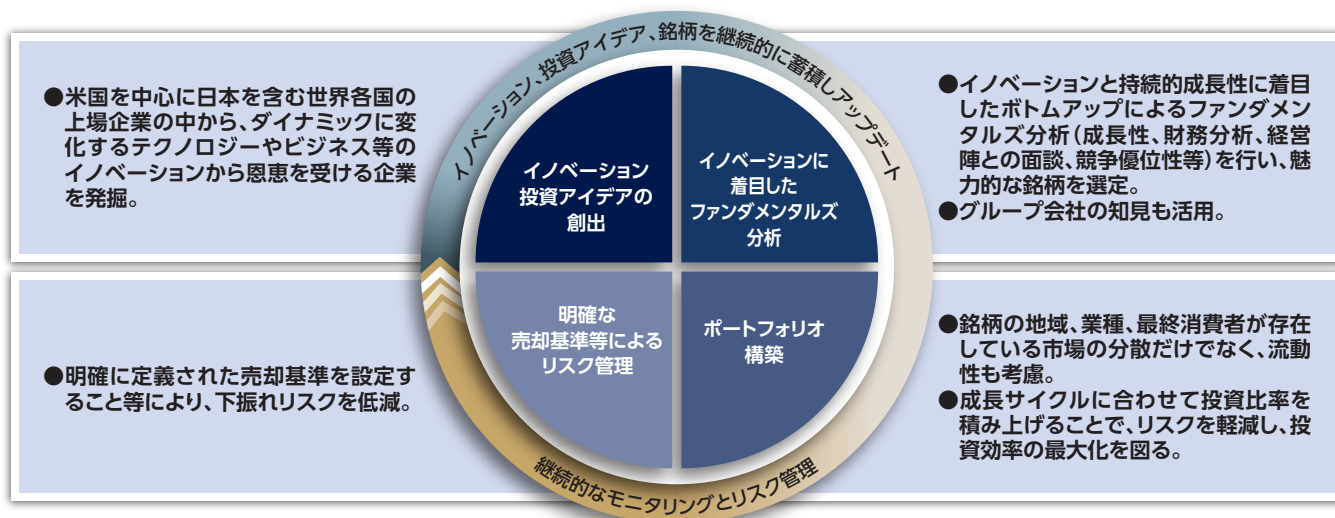 イノベーション、投資アイデア、銘柄を継続的に蓄積しアップデート
●米国を中心に日本を含む世界各国の
上場企業の中から、ダイナミックに変
化するテクノロジーやビジネス等の
イノベーションから恩恵を受ける企業
を発掘。
イノベーション
投資アイデアの
創出
イノベーションに
着目した
ファンダメンタルズ
分析
●イノベーションと持続的成長性に着目
したボトムアップによるファンダメン
タルズ分析(成長性、財務分析、経営
陣との面談、競争優位性等)を行い、魅
力的な銘柄を選定。
●グループ会社の知見も活用。
●明確に定義された売却基準を設定す
ること等により、下振れリスクを低減。
明確な
売却基準等による
リスク管理
ポートフォリオ
構築
●銘柄の地域、業種、最終消費者が存在
している市場の分散だけでなく、流動
性も考慮。
●成長サイクルに合わせて投資比率を
積み上げることで、リスクを軽減し、投
資効率の最大化を図る。
継続的なモニタリングとリスク管理